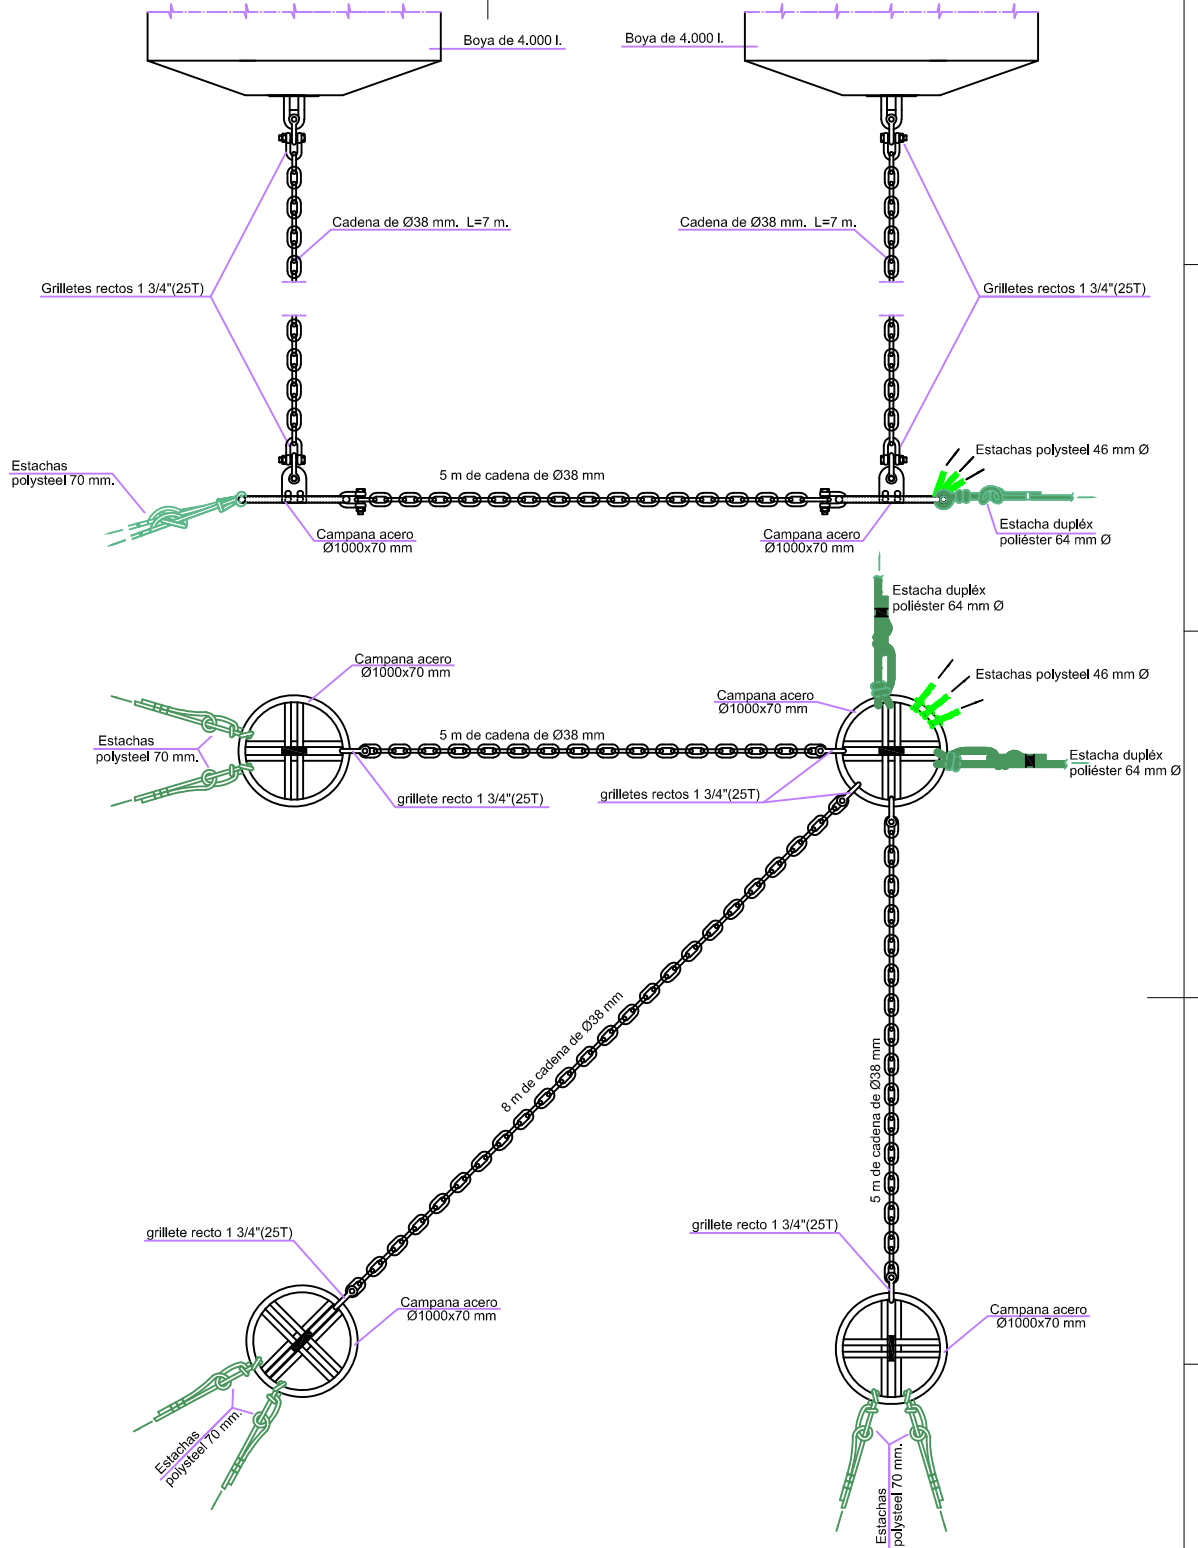 Boya de 4.000 l.
Boya de 4.000 l.
Cadena de Ø38 mm. L=7 m.
Cadena de Ø38 mm. L=7 m.
Grilletes rectos 1 3/4"(25T)
Grilletes rectos 1 3/4"(25T)
Estachas
polysteel 70 mm.
5 m de cadena de Ø38 mm
Estachas polysteel 46 mm Ø
Campana acero
Ø1000x70 mm
Campana acero
Ø1000x70 mm
Estacha dupléx
poliéster 64 mm Ø
Estacha dupléx
poliéster 64 mm Ø
Campana acero
Ø1000x70 mm
Estachas polysteel 46 mm Ø
Campana acero
Ø1000x70 mm
Estachas
polysteel 70 mm.
5 m de cadena de Ø38 mm
Estacha dupléx
poliéster 64 mm Ø
grillete recto 1 3/4"(25T)
grilletes rectos 1 3/4"(25T)
8 m de cadena de Ø38 mm
5 m de cadena de Ø38 mm
grillete recto 1 3/4"(25T)
grillete recto 1 3/4"(25T)
Campana acero
Ø1000x70 mm
Campana acero
Ø1000x70 mm
Estachas
polysteel 70 mm.
Estachas
polysteel 70 mm.